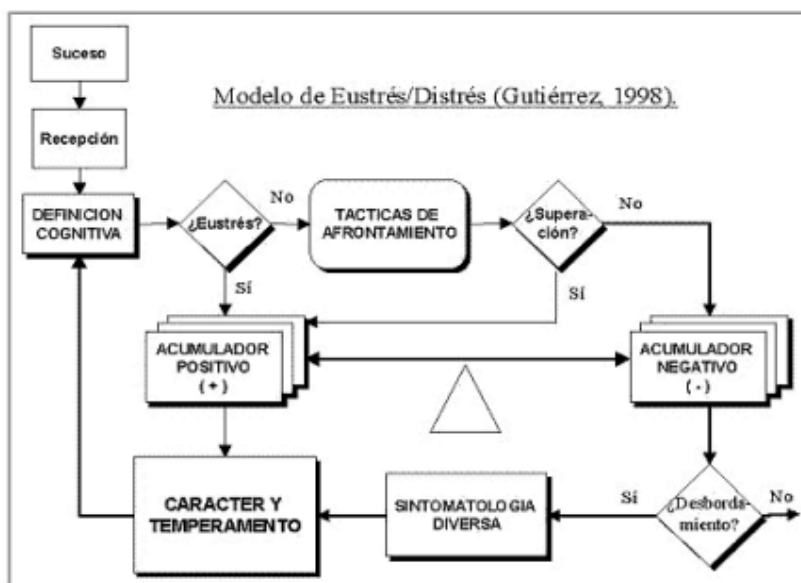 Suceso
Modelo de Eustrés/Distrés (Gutiérrez, 1998).
Recepción
DEFINICION
COGNITIVA
¿Eustrés?
No
TACTICAS DE
AFRONTAMIENTO
¿Supera-
ción?
No
Sí
Sí
ACUMULADOR
POSITIVO
( + )
ACUMULADOR
NEGATIVO
( - )
CARACTER Y
TEMPERAMENTO
SINTOMATOLOGIA
DIVERSA
Sí
¿Desborda-
miento?
No